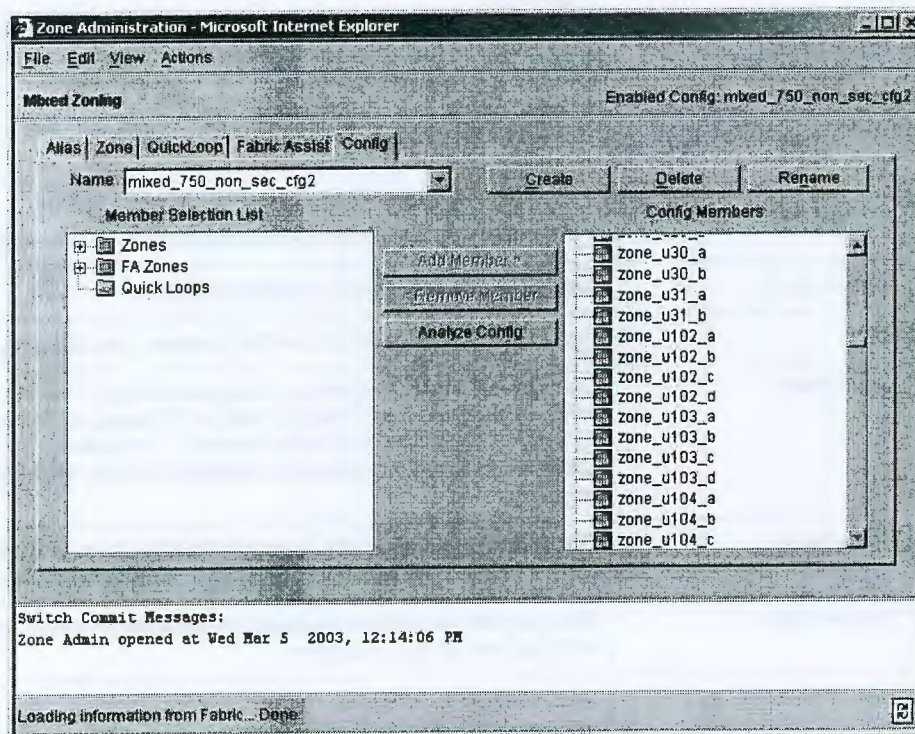 Zone Administration - Microsoft Internet Explorer
File Edit View Actions
Mixed Zoning
Enabled Config: mixed_750_non_sec_cfg2
Alias Zone QuickLoop Fabric Assist Config
Name: mixed_750_non_sec_cfg2
Create Delete Rename
Member Selection List
Config Members
Zones
FA Zones
Quick Loops
Add Member >
< Remove Member
Analyze Config
zone_u30_a
zone_u30_b
zone_u31_a
zone_u31_b
zone_u102_a
zone_u102_b
zone_u102_c
zone_u102_d
zone_u103_a
zone_u103_b
zone_u103_c
zone_u103_d
zone_u104_a
zone_u104_b
zone_u104_c
Switch Commit Messages:
Zone Admin opened at Wed Mar 5 2003, 12:14:06 PM
Loading information from Fabric... Done